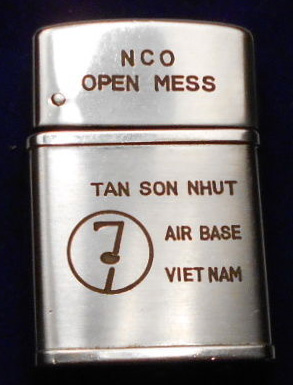 NCO
OPEN MESS
TAN SON NHUT
7
AIR BASE
VIET NAM